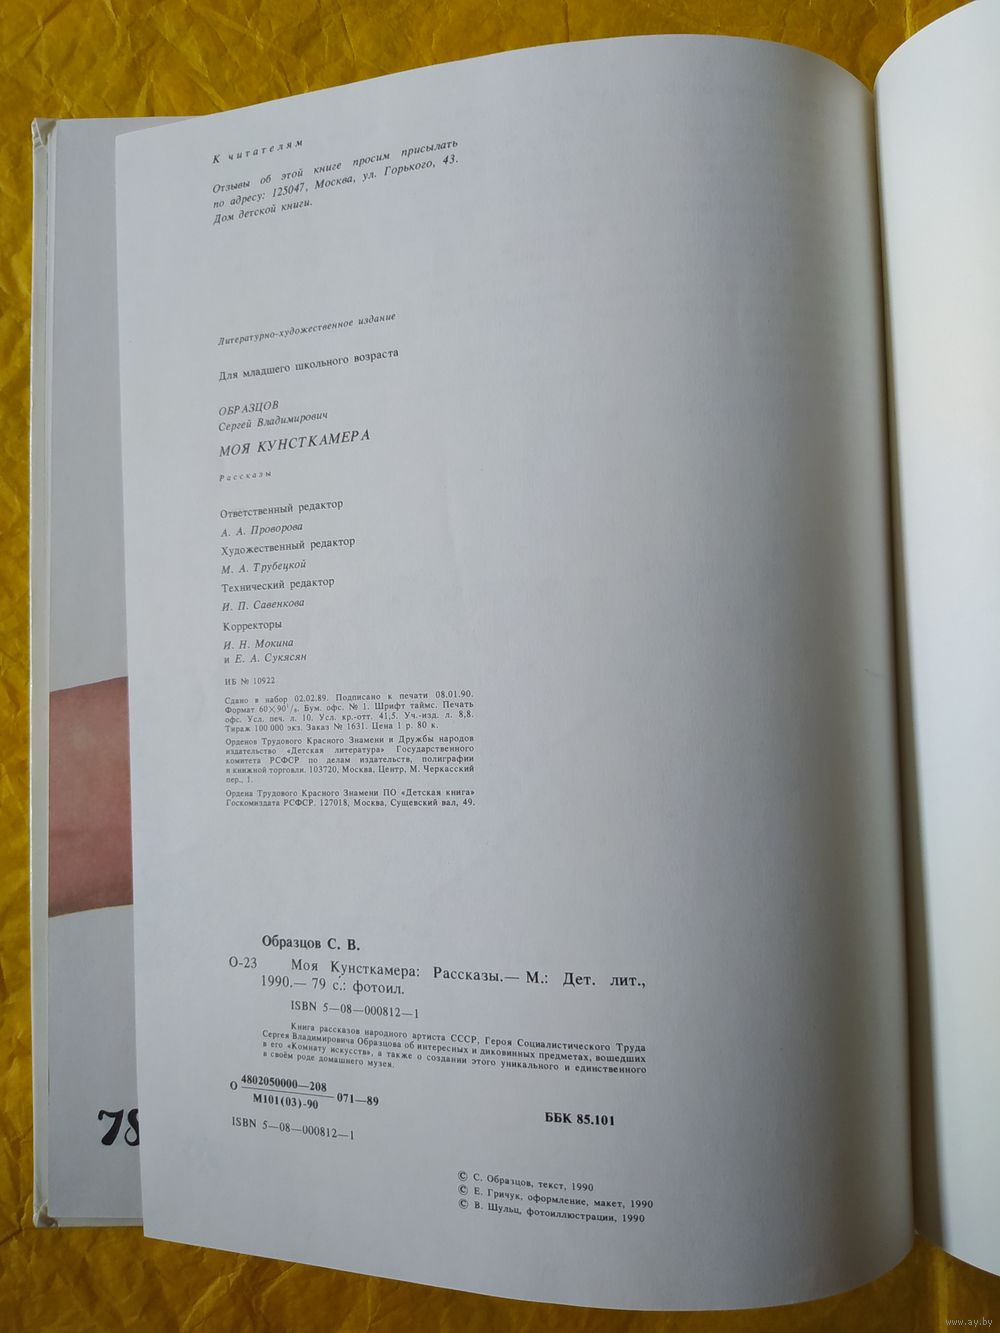 К читателям
Отзывы об этой книге просим присылать
по адресу: 125047, Москва, ул. Горького, 43.
Дом детской книги.
Литературно-художественное издание
Для младшего школьного возраста
ОБРАЗЦОВ
Сергей Владимирович
МОЯ КУНСТКАМЕРА
Рассказы
Ответственный редактор
А. А. Проворова
Художественный редактор
М. А. Трубецкой
Технический редактор
И. П. Савенкова
Корректоры
И. Н. Мокина
и Е. А. Сукясян
ИБ № 10922
Сдано в набор 02.02.89. Подписано к печати 08.01.90.
Формат 60×90¹/₈. Бум. офс. № 1. Шрифт таймс. Печать
офс. Усл. печ. л. 10. Усл. кр.-отт. 41,5. Уч.-изд. л. 8,8.
Тираж 100 000 экз. Заказ № 1631. Цена 1 р. 80 к.
Орденов Трудового Красного Знамени и Дружбы народов
издательство «Детская литература» Государственного
комитета РСФСР по делам издательств, полиграфии
и книжной торговли. 103720, Москва, Центр, М. Черкасский
пер., 1.
Ордена Трудового Красного Знамени ПО «Детская книга»
Госкомиздата РСФСР. 127018, Москва, Сущевский вал, 49.
Образцов С. В.
О-23 Моя Кунсткамера: Рассказы.— М.: Дет. лит.,
1990.— 79 с.: фотоил.
ISBN 5—08—000812—1
Книга рассказов народного артиста СССР, Героя Социалистического Труда
Сергея Владимировича Образцова об интересных и диковинных предметах, вошедших
в его «Комнату искусств», а также о создании этого уникального и единственного
в своём роде домашнего музея.
О 4802050000—208
М101(03)-90 071—89
ББК 85.101
ISBN 5—08—000812—1
© С. Образцов, текст, 1990
© Е. Гричук, оформление, макет, 1990
© В. Шульц, фотоиллюстрации, 1990
78
www.ay.by